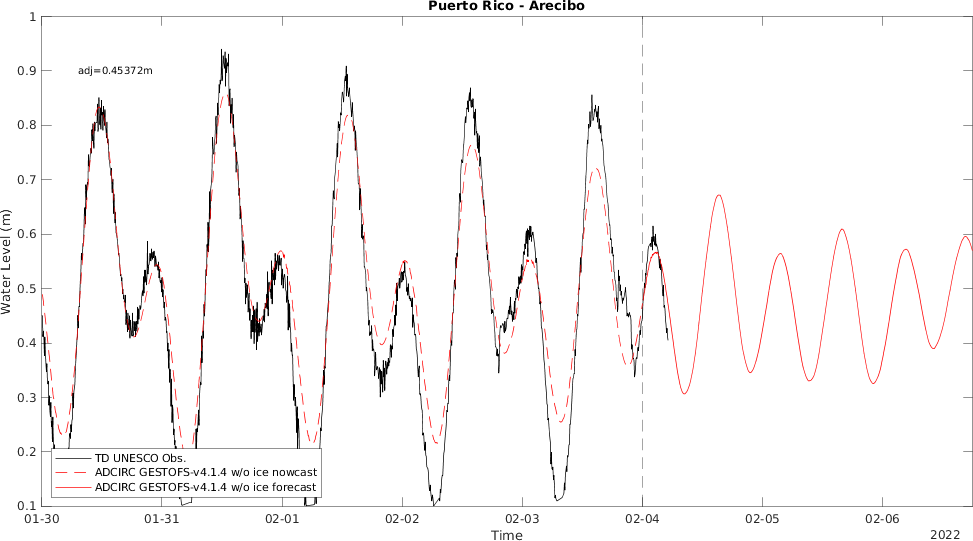 Puerto Rico - Arecibo
adj=0.45372m
Water Level (m)
1
0.9
0.8
0.7
0.6
0.5
0.4
0.3
0.2
0.1
TD UNESCO Obs.
ADCIRC GESTOFS-v4.1.4 w/o ice nowcast
ADCIRC GESTOFS-v4.1.4 w/o ice forecast
01-30 01-31 02-01 02-02 02-03 02-04 02-05 02-06
Time
2022